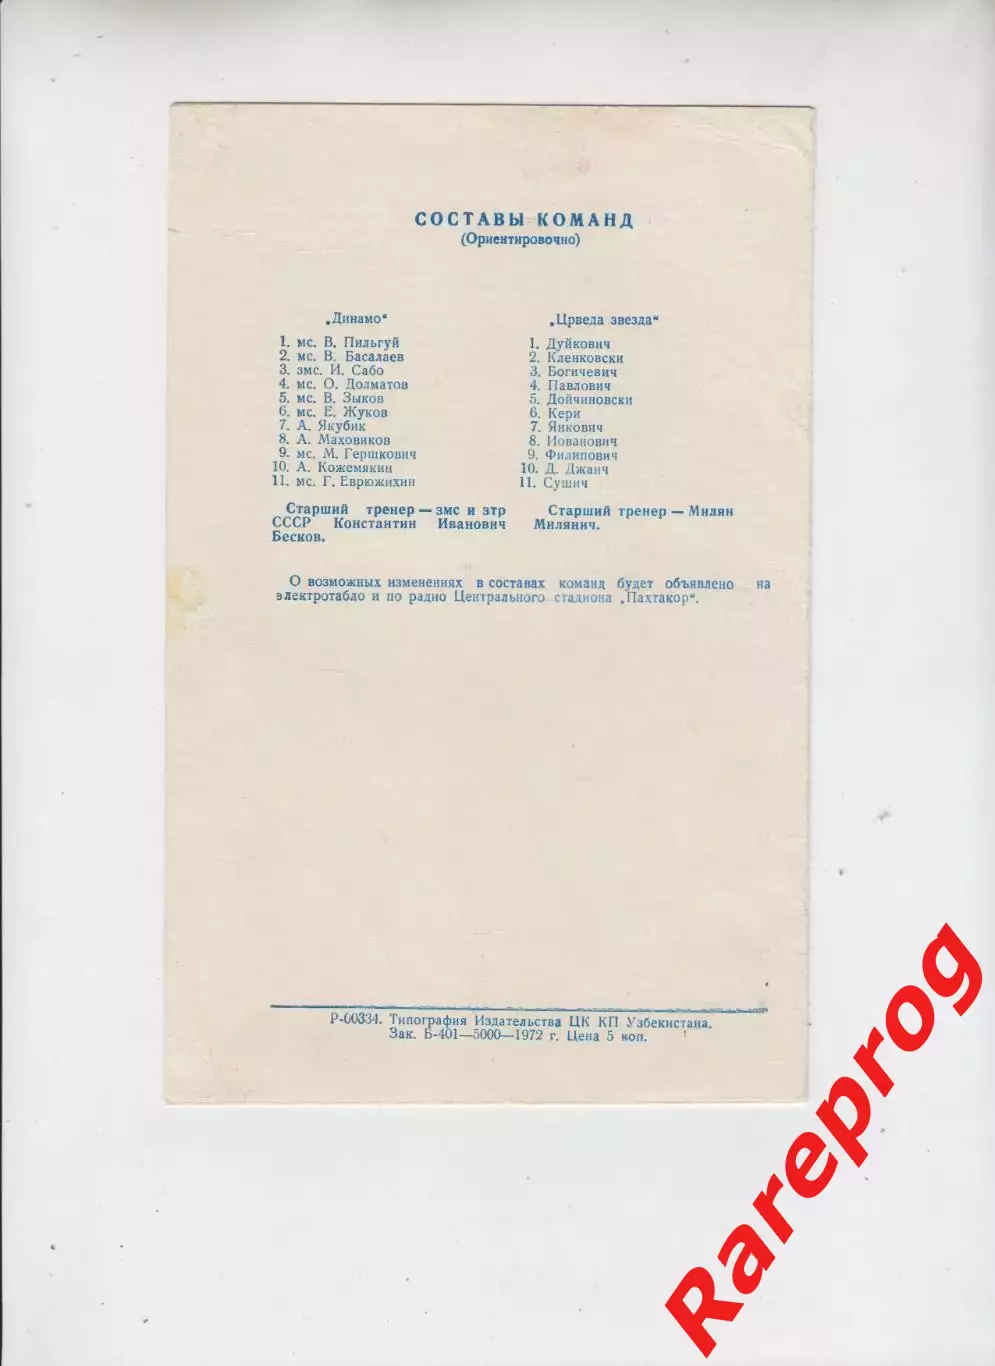 СОСТАВЫ КОМАНД
(Ориентировочно)
„Динамо“
1. мс. В. Пильгуй
2. мс. В. Басалаев
3. змс. И. Сабо
4. мс. О. Долматов
5. мс. В. Зыков
6. мс. Е. Жуков
7. А. Якубик
8. А. Маховиков
9. мс. М. Гершкович
10. А. Кожемякин
11. мс. Г. Еврюжихин
Старший тренер — змс и зтр
СССР Константин Иванович
Бесков.
„Црведа звезда“
1. Дуйкович
2. Кленковски
3. Богичевич
4. Павлович
5. Дойчиновски
6. Кери
7. Янкович
8. Иованович
9. Филипович
10. Д. Джаич
11. Сушич
Старший тренер — Милян
Милянич.
О возможных изменениях в составах команд будет объявлено на
электротабло и по радио Центрального стадиона „Пахтакор“.
Р-00334. Типография Издательства ЦК КП Узбекистана.
Зак. Б-401—5000—1972 г. Цена 5 коп.
Rareprog